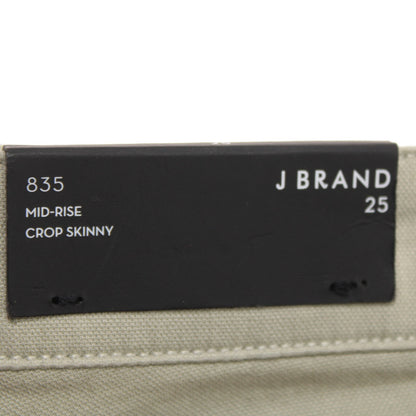 835
MID-RISE
CROP SKINNY
J BRAND
25